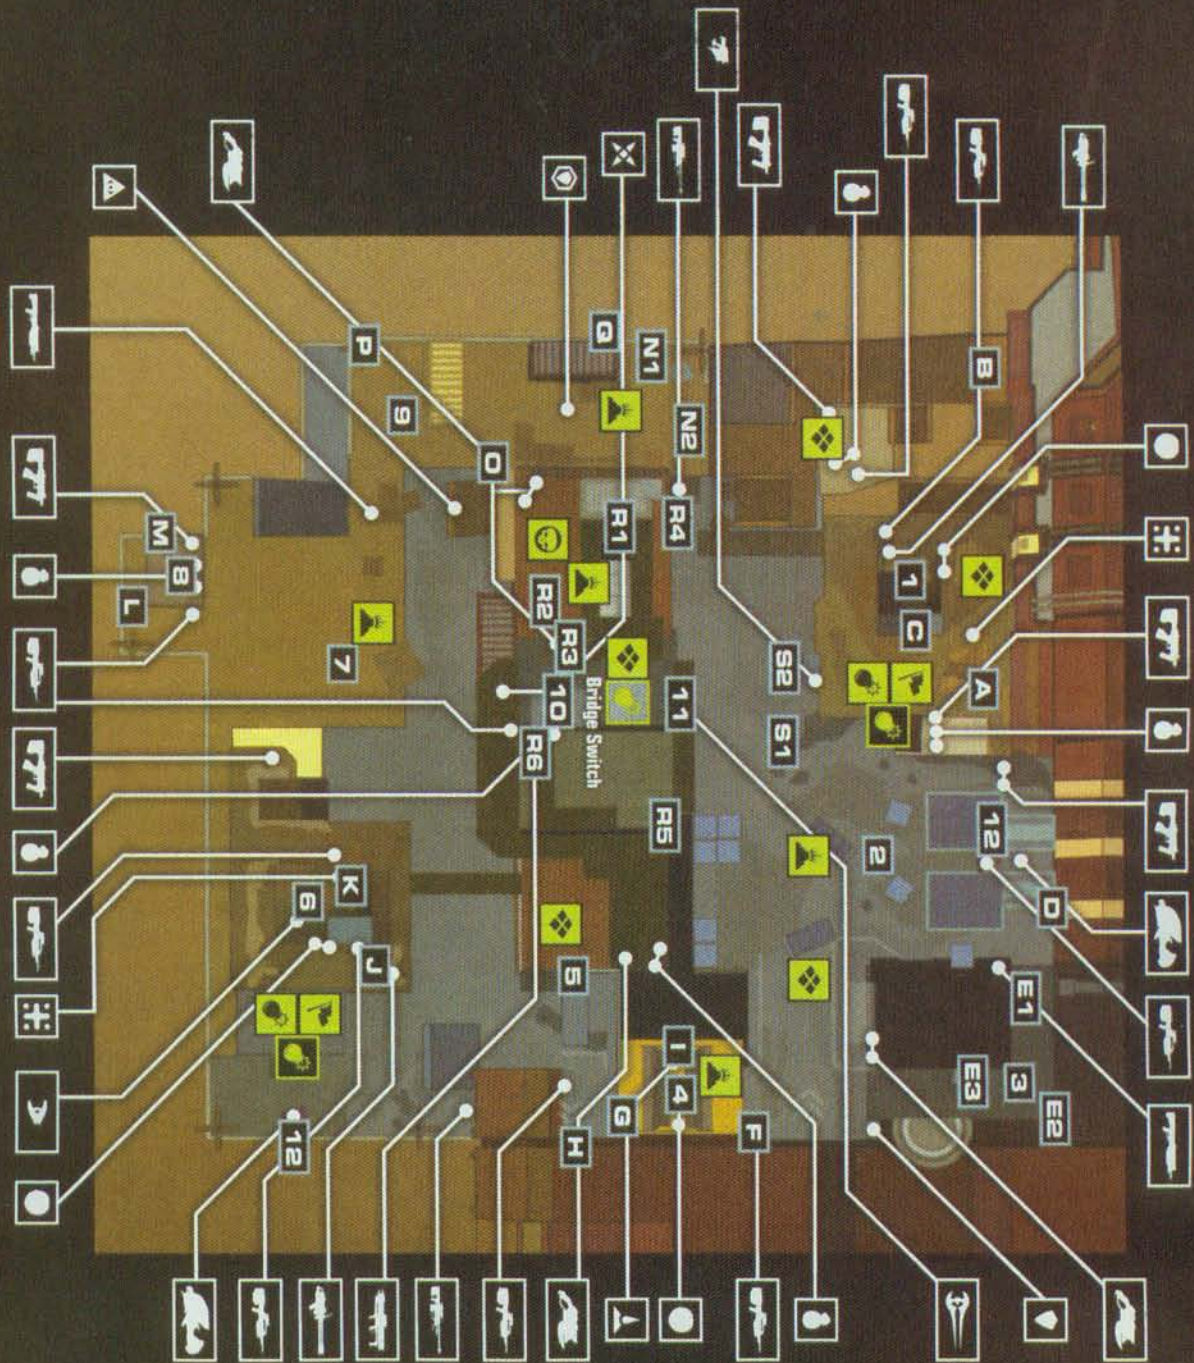 E2
D
E1
3
12
B
A
E3
C
1
2
S2
S1
F
N2
11
I
4
R4
R5
N1
R1
G
Q
Bridge Switch
R3
5
H
10
R2
R6
O
9
J
P
K
7
6
12
8
M
L